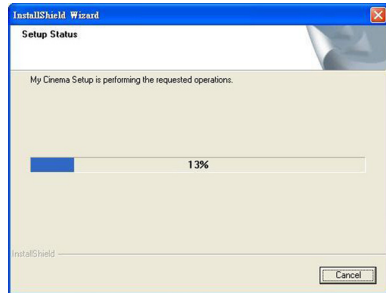 InstallShield Wizard
Setup Status
My Cinema Setup is performing the requested operations.
13%
InstallShield
Cancel